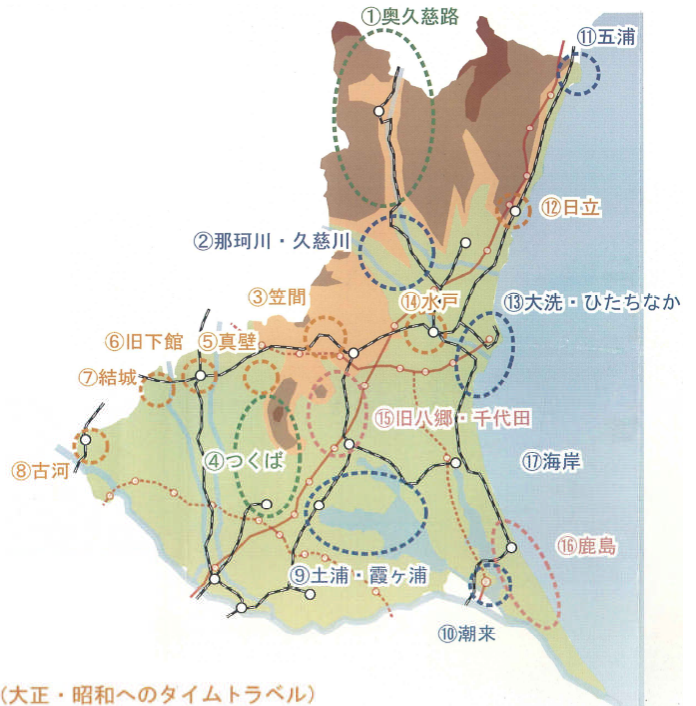 ①奥久慈路
⑪五浦
⑫日立
②那珂川・久慈川
③笠間
⑭水戸
⑬大洗・ひたちなか
⑥旧下館
⑤真壁
⑦結城
⑮旧八郷・千代田
④つくば
⑰海岸
⑧古河
⑯鹿島
⑨土浦・霞ヶ浦
⑩潮来
(大正・昭和へのタイムトラベル)